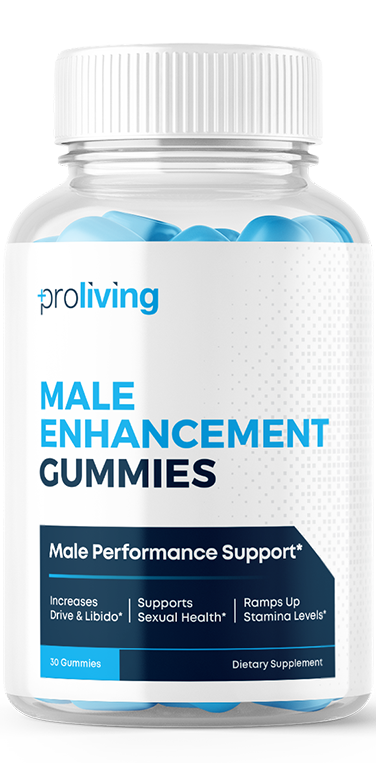 proliving
MALE
ENHANCEMENT
GUMMIES
Male Performance Support*
Increases
Drive & Libido*
Supports
Sexual Health*
Ramps Up
Stamina Levels*
30 Gummies
Dietary Supplement